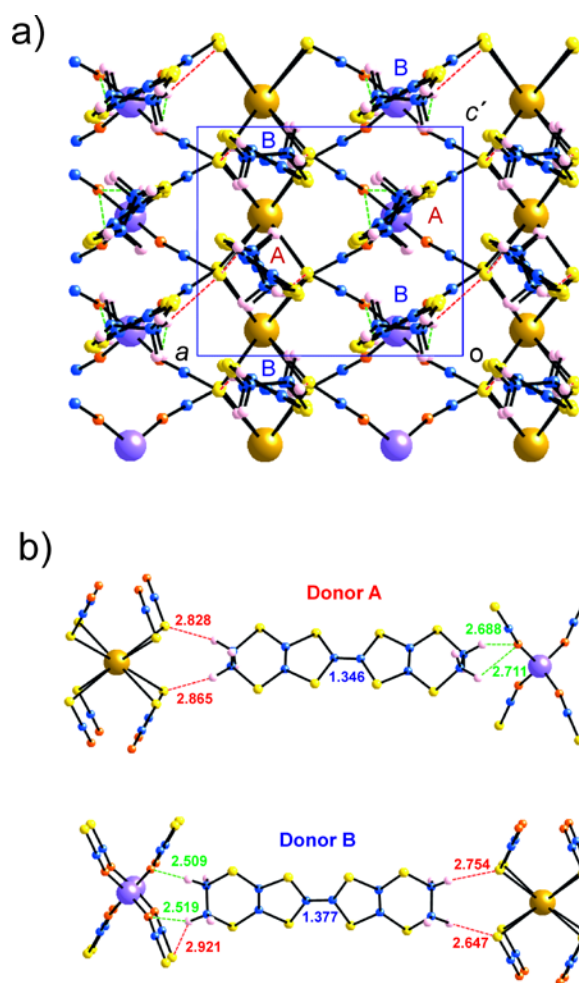 a)
B
c′
B
A
A
B
a
o
B
b)
Donor A
2.828
2.688
2.711
1.346
2.865
Donor B
2.509
2.754
2.519
1.377
2.921
2.647